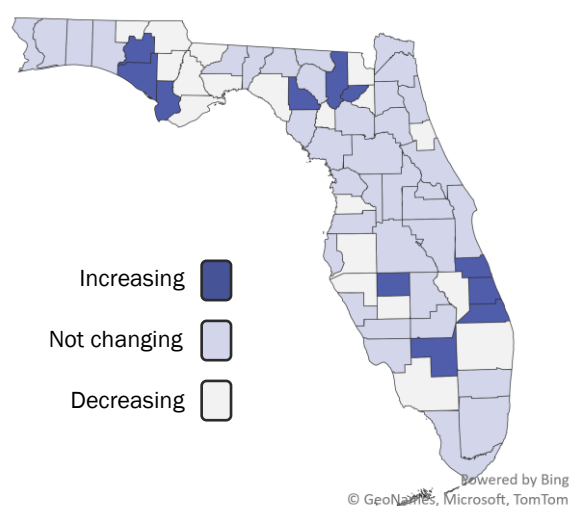 Increasing
Not changing
Decreasing
Powered by Bing
© GeoNames, Microsoft, TomTom